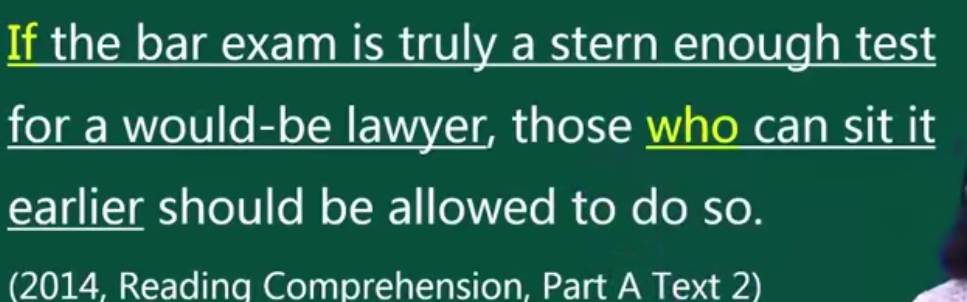 If the bar exam is truly a stern enough test
for a would-be lawyer, those who can sit it
earlier should be allowed to do so.
(2014, Reading Comprehension, Part A Text 2)